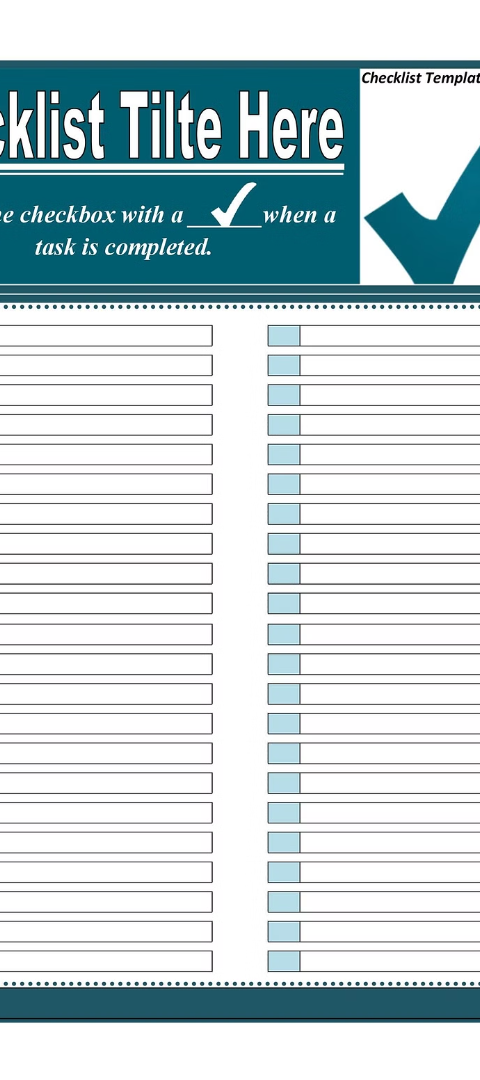 cklist Tilte Here
Checklist Templat
e checkbox with a when a
task is completed.